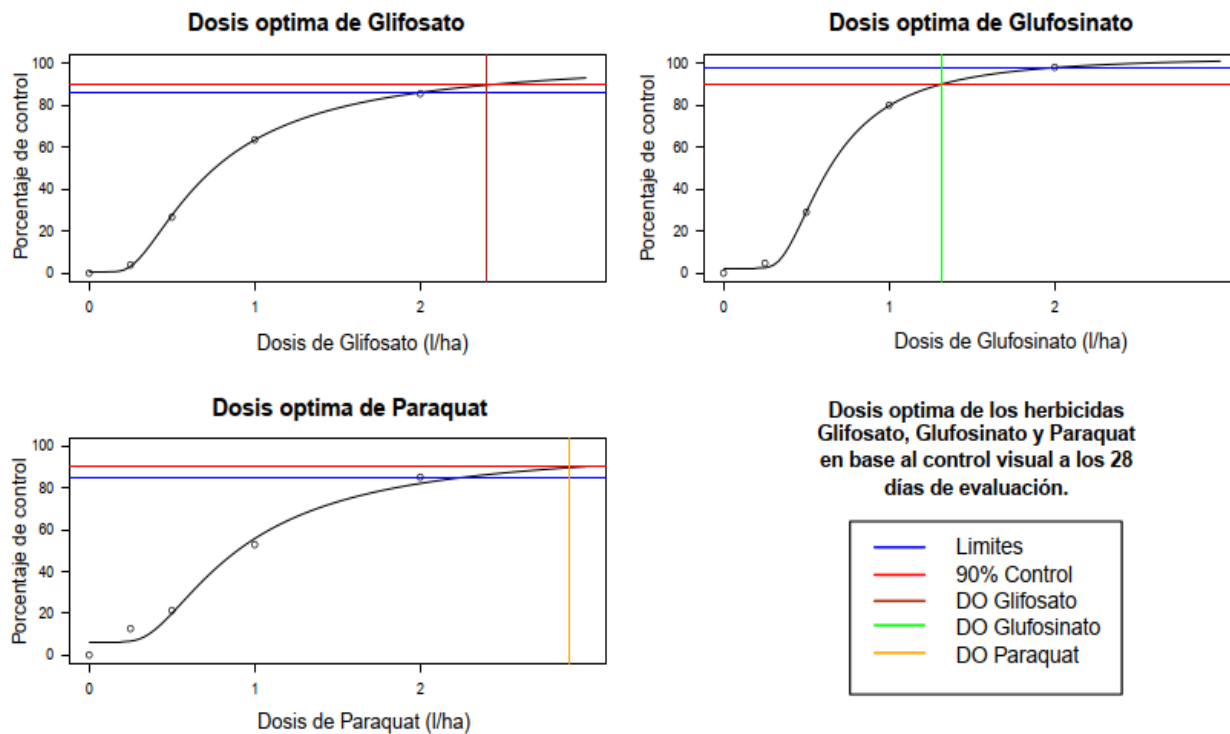 Dosis optima de Glifosato
Porcentaje de control
100
80
60
40
20
0
0 1 2
Dosis de Glifosato (l/ha)
Dosis optima de Glufosinato
Porcentaje de control
100
80
60
40
20
0
0 1 2
Dosis de Glufosinato (l/ha)
Dosis optima de Paraquat
Porcentaje de control
100
80
60
40
20
0
0 1 2
Dosis de Paraquat (l/ha)
Dosis optima de los herbicidas
Glifosato, Glufosinato y Paraquat
en base al control visual a los 28
días de evaluación.
Limites
90% Control
DO Glifosato
DO Glufosinato
DO Paraquat